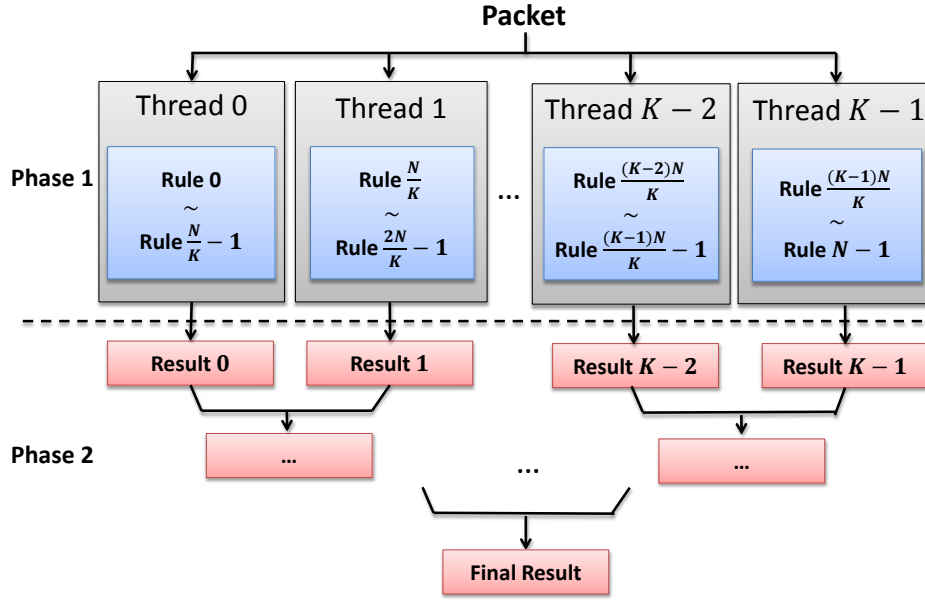 Packet
Thread 0
Thread 1
Thread K − 2
Thread K − 1
Phase 1
Rule 0
~
Rule N/K − 1
Rule N/K
~
Rule 2N/K − 1
...
Rule (K−2)N/K
~
Rule (K−1)N/K − 1
Rule (K−1)N/K
~
Rule N − 1
Result 0
Result 1
Result K − 2
Result K − 1
Phase 2
...
...
...
Final Result